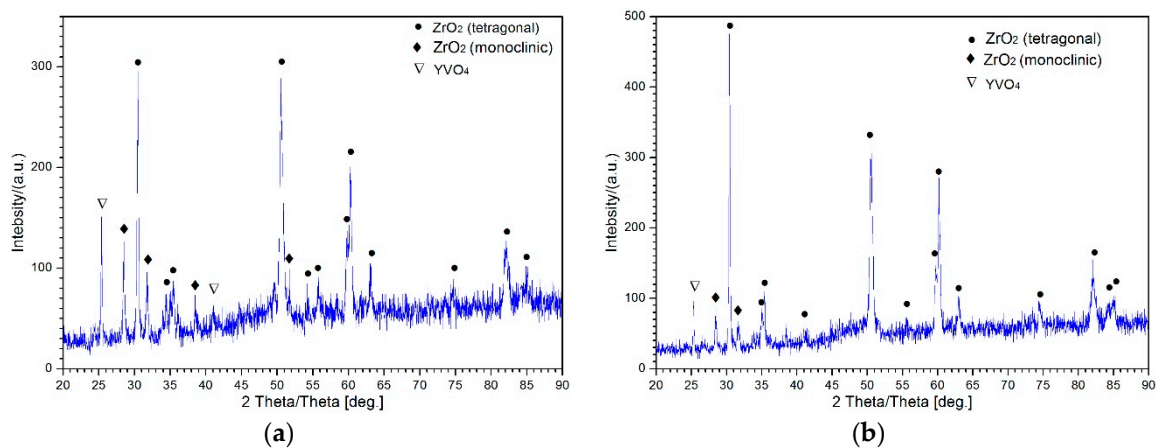 ZrO₂ (tetragonal)
ZrO₂ (monoclinic)
YVO₄
300
200
100
0
Intebsity/(a.u.)
20 25 30 35 40 45 50 55 60 65 70 75 80 85 90
2 Theta/Theta [deg.]
(a)
ZrO₂ (tetragonal)
ZrO₂ (monoclinic)
YVO₄
500
400
300
200
100
0
Intebsity/(a.u.)
20 25 30 35 40 45 50 55 60 65 70 75 80 85 90
2 Theta/Theta [deg.]
(b)